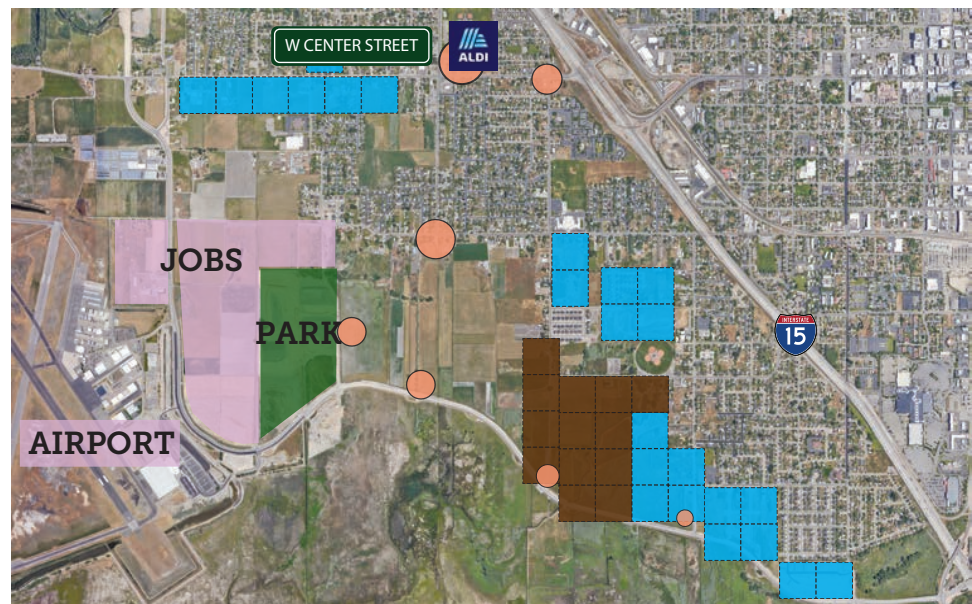 W CENTER STREET
ALDI
JOBS
PARK
INTERSTATE
15
AIRPORT